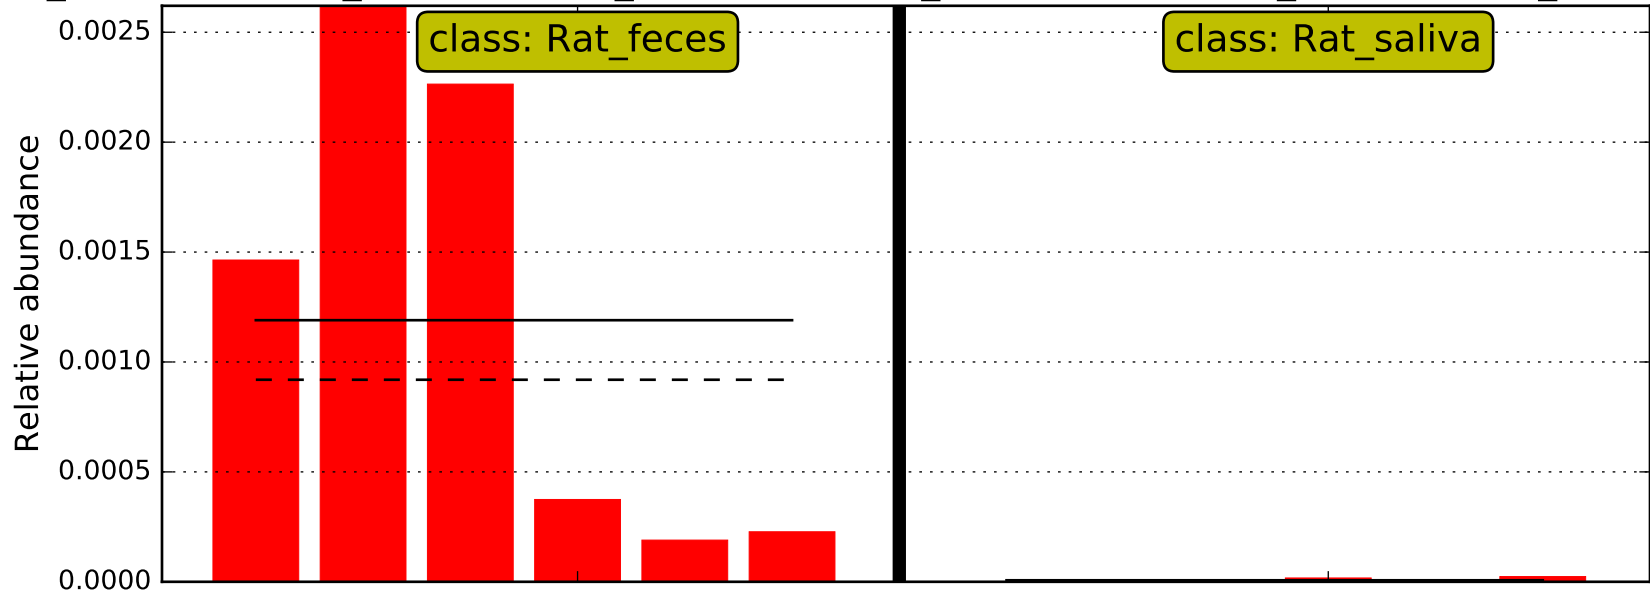 0.0025
class: Rat_feces
class: Rat_saliva
0.0020
0.0015
0.0010
0.0005
0.0000
Relative abundance